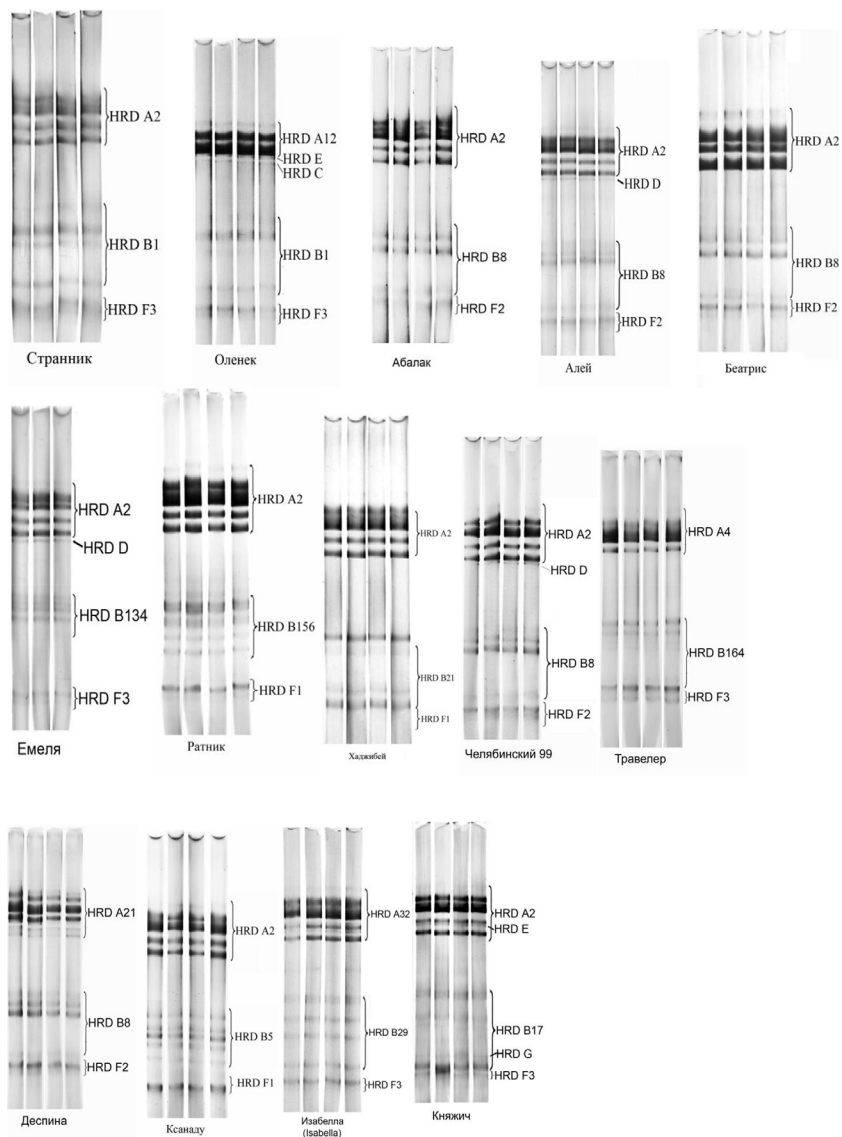 HRD A2
HRD B1
HRD F3
Странник
HRD A12
HRD E
HRD C
HRD B1
HRD F3
Оленек
HRD A2
HRD B8
HRD F2
Абалак
HRD A2
HRD D
HRD B8
HRD F2
Алей
HRD A2
HRD B8
HRD F2
Беатрис
HRD A2
HRD D
HRD B134
HRD F3
Емеля
HRD A2
HRD B156
HRD F1
Ратник
HRD A2
HRD B21
HRD F1
Хаджибей
HRD A2
HRD D
HRD B8
HRD F2
Челябинский 99
HRD A4
HRD B164
HRD F3
Травелер
HRD A21
HRD B8
HRD F2
Деспина
HRD A2
HRD B5
HRD F1
Ксанаду
HRD A32
HRD B29
HRD F3
Изабелла
(Isabella)
HRD A2
HRD E
HRD B17
HRD G
HRD F3
Княжич